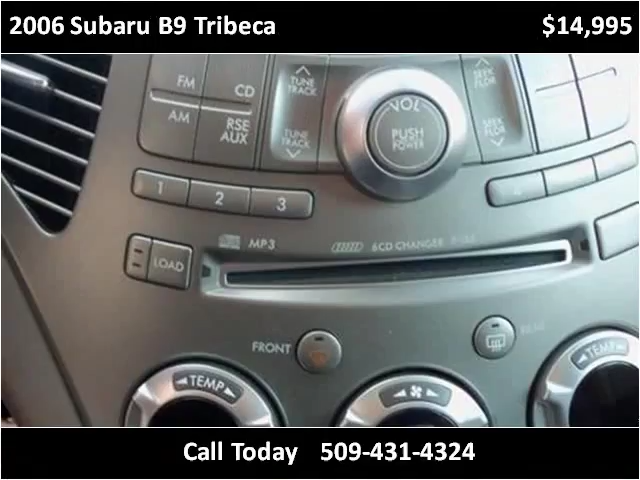 2006 Subaru B9 Tribeca $14,995
FM CD
AM RSE AUX
TUNE TRACK
TUNE TRACK
VOL
PUSH POWER
SEEK FLDR
SEEK FLDR
1 2 3 4
MP3 6CD CHANGER
LOAD
FRONT REAR
TEMP TEMP
Call Today 509-431-4324